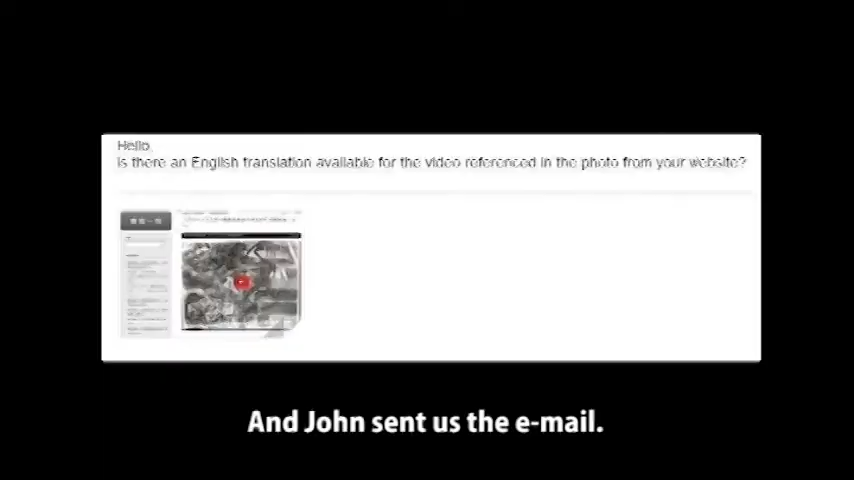 Hello
Is there an English translation available for the video referenced in the photo from your website?
And John sent us the e-mail.